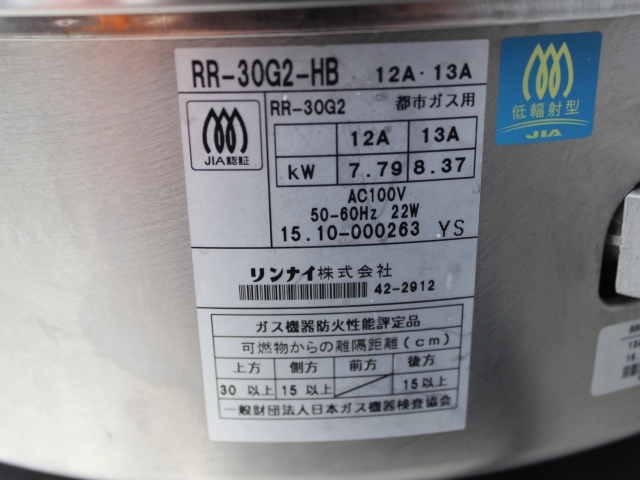 RR-30G2-HB 12A・13A
RR-30G2 都市ガス用
JIA認証
12A 13A
kW 7.79 8.37
AC100V
50-60Hz 22W
15.10-000263 YS
リンナイ株式会社
42-2912
ガス機器防火性能評定品
可燃物からの離隔距離(cm)
上方 側方 前方 後方
30 以上 15 以上 15 以上
一般財団法人日本ガス機器検査協会
低輻射型
JIA